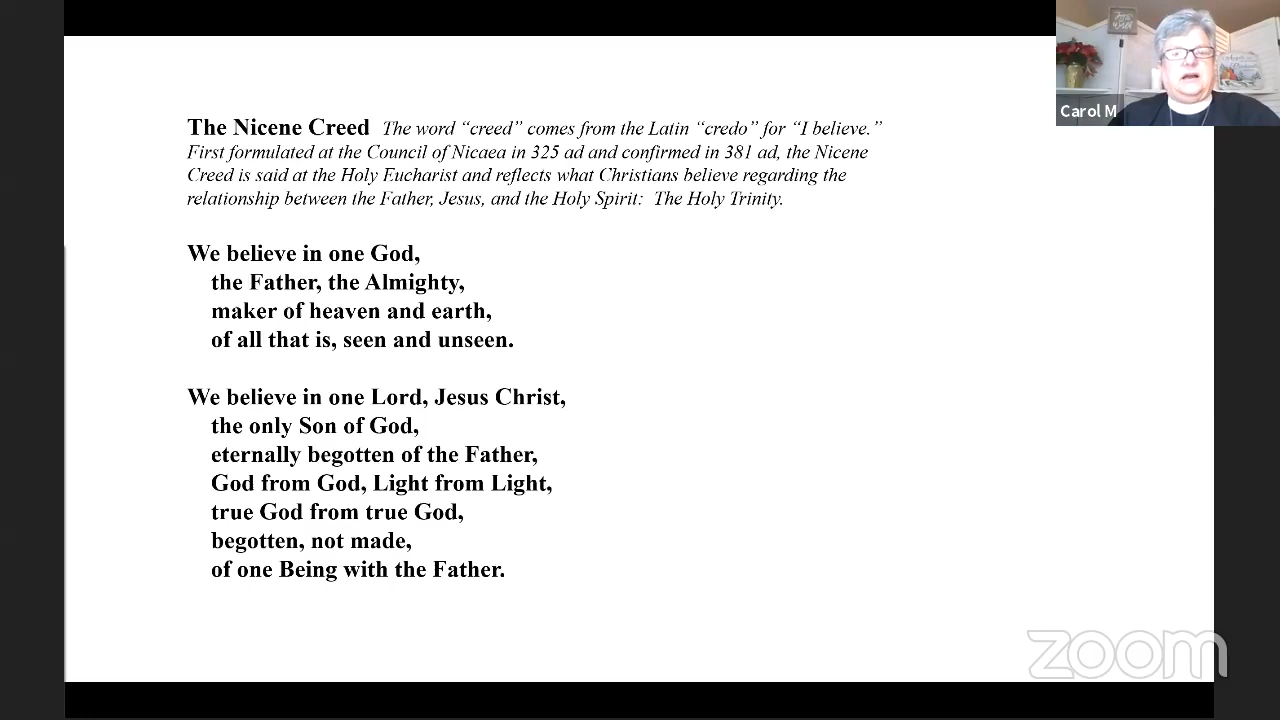 The Nicene Creed The word “creed” comes from the Latin “credo” for “I believe.”
First formulated at the Council of Nicaea in 325 ad and confirmed in 381 ad, the Nicene
Creed is said at the Holy Eucharist and reflects what Christians believe regarding the
relationship between the Father, Jesus, and the Holy Spirit: The Holy Trinity.
We believe in one God,
the Father, the Almighty,
maker of heaven and earth,
of all that is, seen and unseen.
We believe in one Lord, Jesus Christ,
the only Son of God,
eternally begotten of the Father,
God from God, Light from Light,
true God from true God,
begotten, not made,
of one Being with the Father.
Carol M
zoom